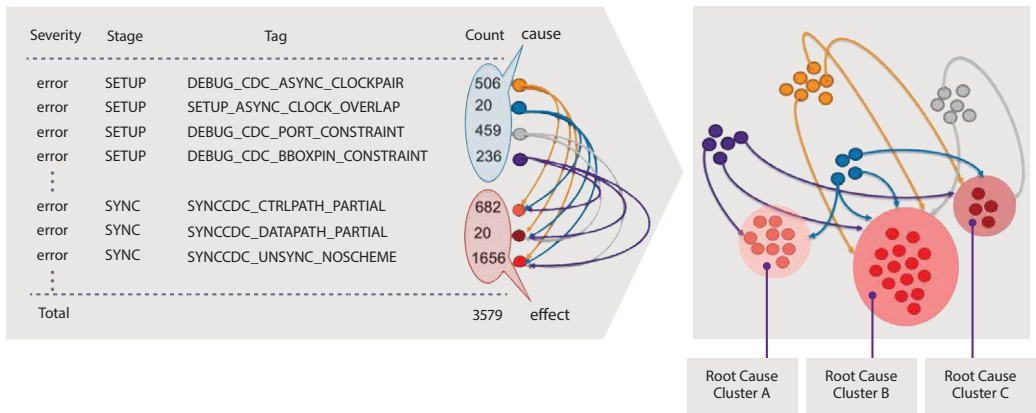 Severity Stage Tag Count cause
error SETUP DEBUG_CDC_ASYNC_CLOCKPAIR 506
error SETUP SETUP_ASYNC_CLOCK_OVERLAP 20
error SETUP DEBUG_CDC_PORT_CONSTRAINT 459
error SETUP DEBUG_CDC_BBOXPIN_CONSTRAINT 236
error SYNC SYNCCDC_CTRLPATH_PARTIAL 682
error SYNC SYNCCDC_DATAPATH_PARTIAL 20
error SYNC SYNCCDC_UNSYNC_NOSCHEME 1656
Total 3579 effect
Root Cause
Cluster A
Root Cause
Cluster B
Root Cause
Cluster C